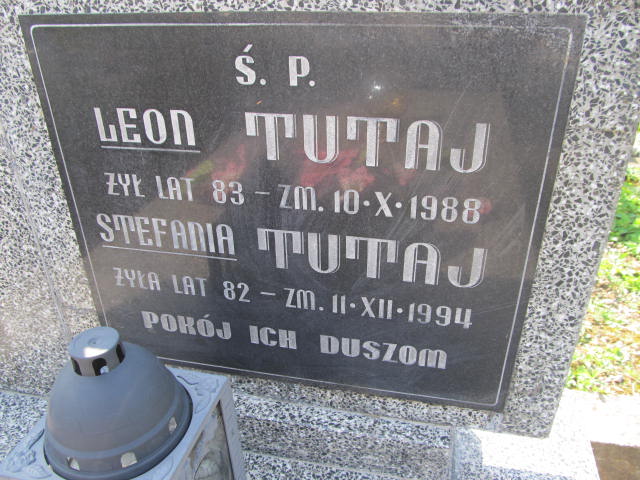 Ś. P.
LEON TUTAJ
ŻYŁ LAT 83 – ZM. 10·X·1988
STEFANIA TUTAJ
ŻYŁA LAT 82 – ZM. 11·XII·1994
POKÓJ ICH DUSZOM